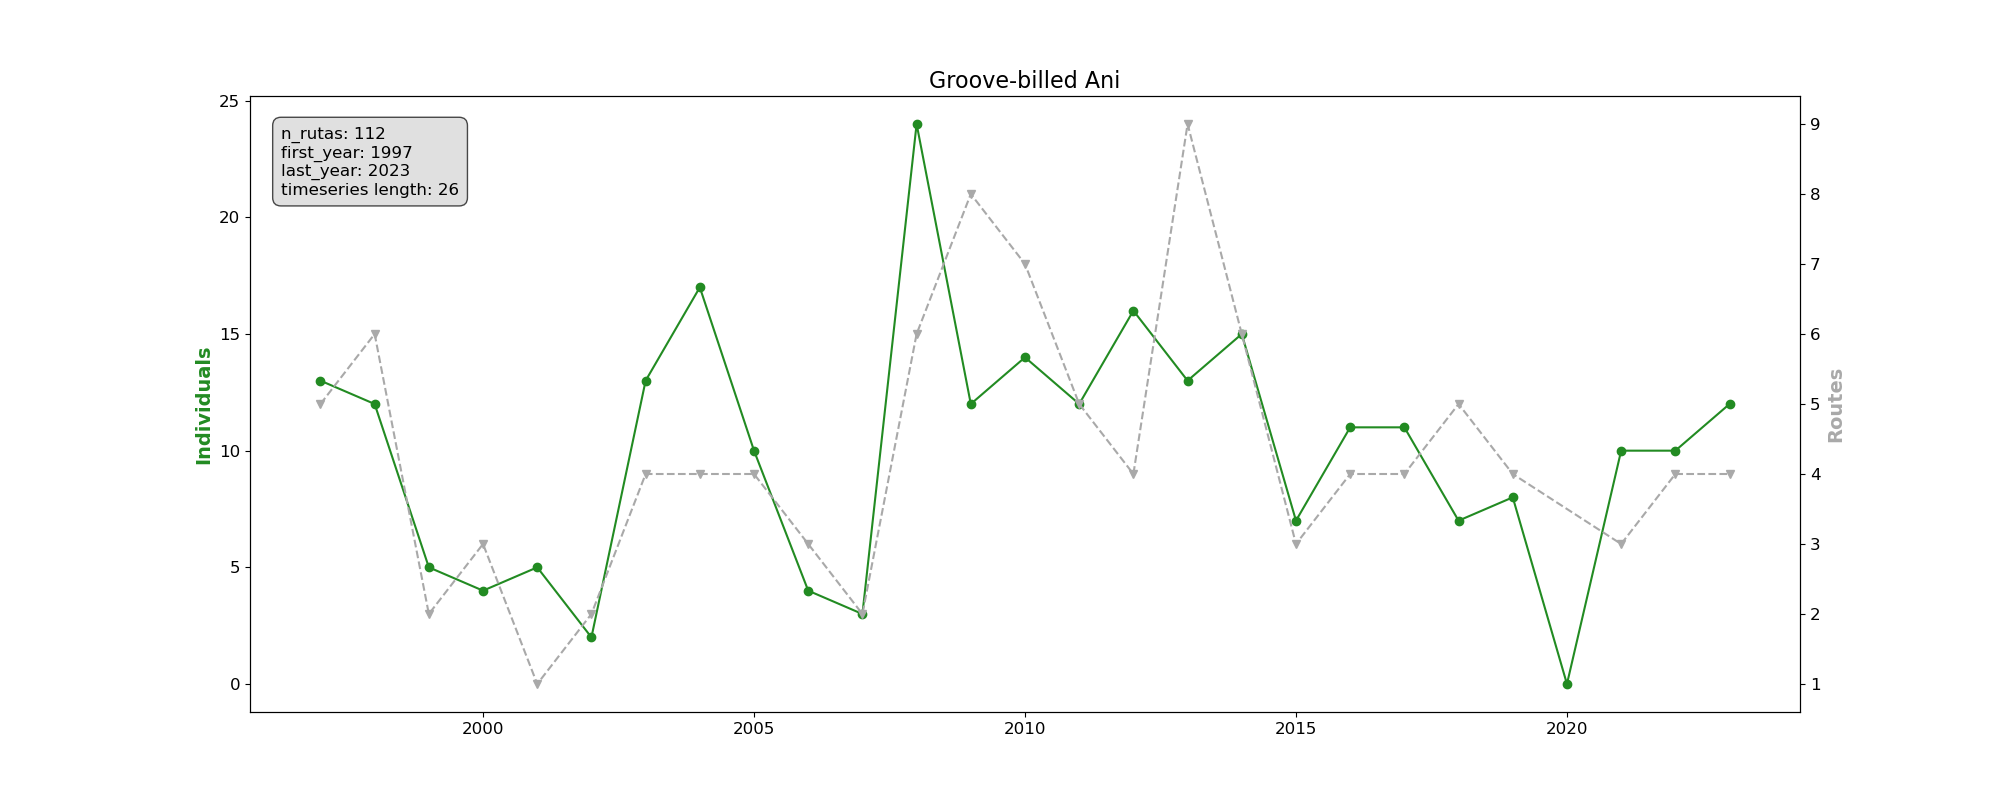 Groove-billed Ani
n_rutas: 112
first_year: 1997
last_year: 2023
timeseries length: 26
25
20
15
10
5
0
Individuals
9
8
7
6
5
4
3
2
1
Routes
2000
2005
2010
2015
2020